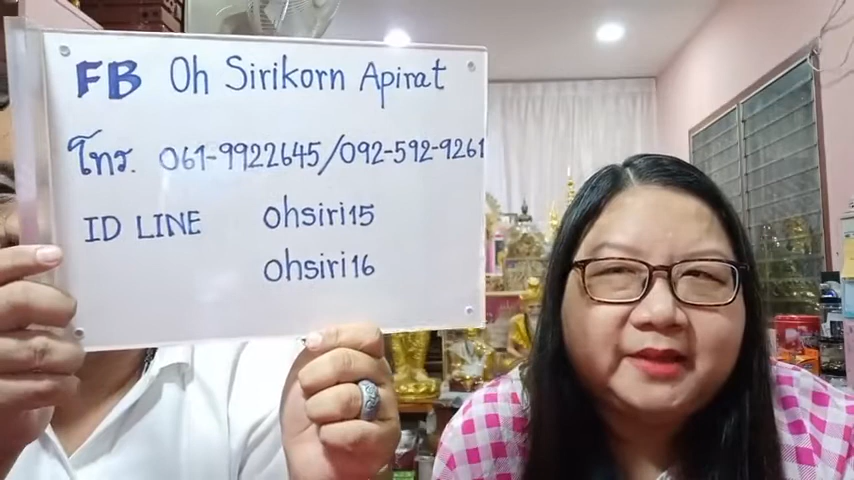 FB Oh Sirikorn Apirat
โทร. 061-9922645/092-592-9261
ID LINE ohsiri15
ohsiri16